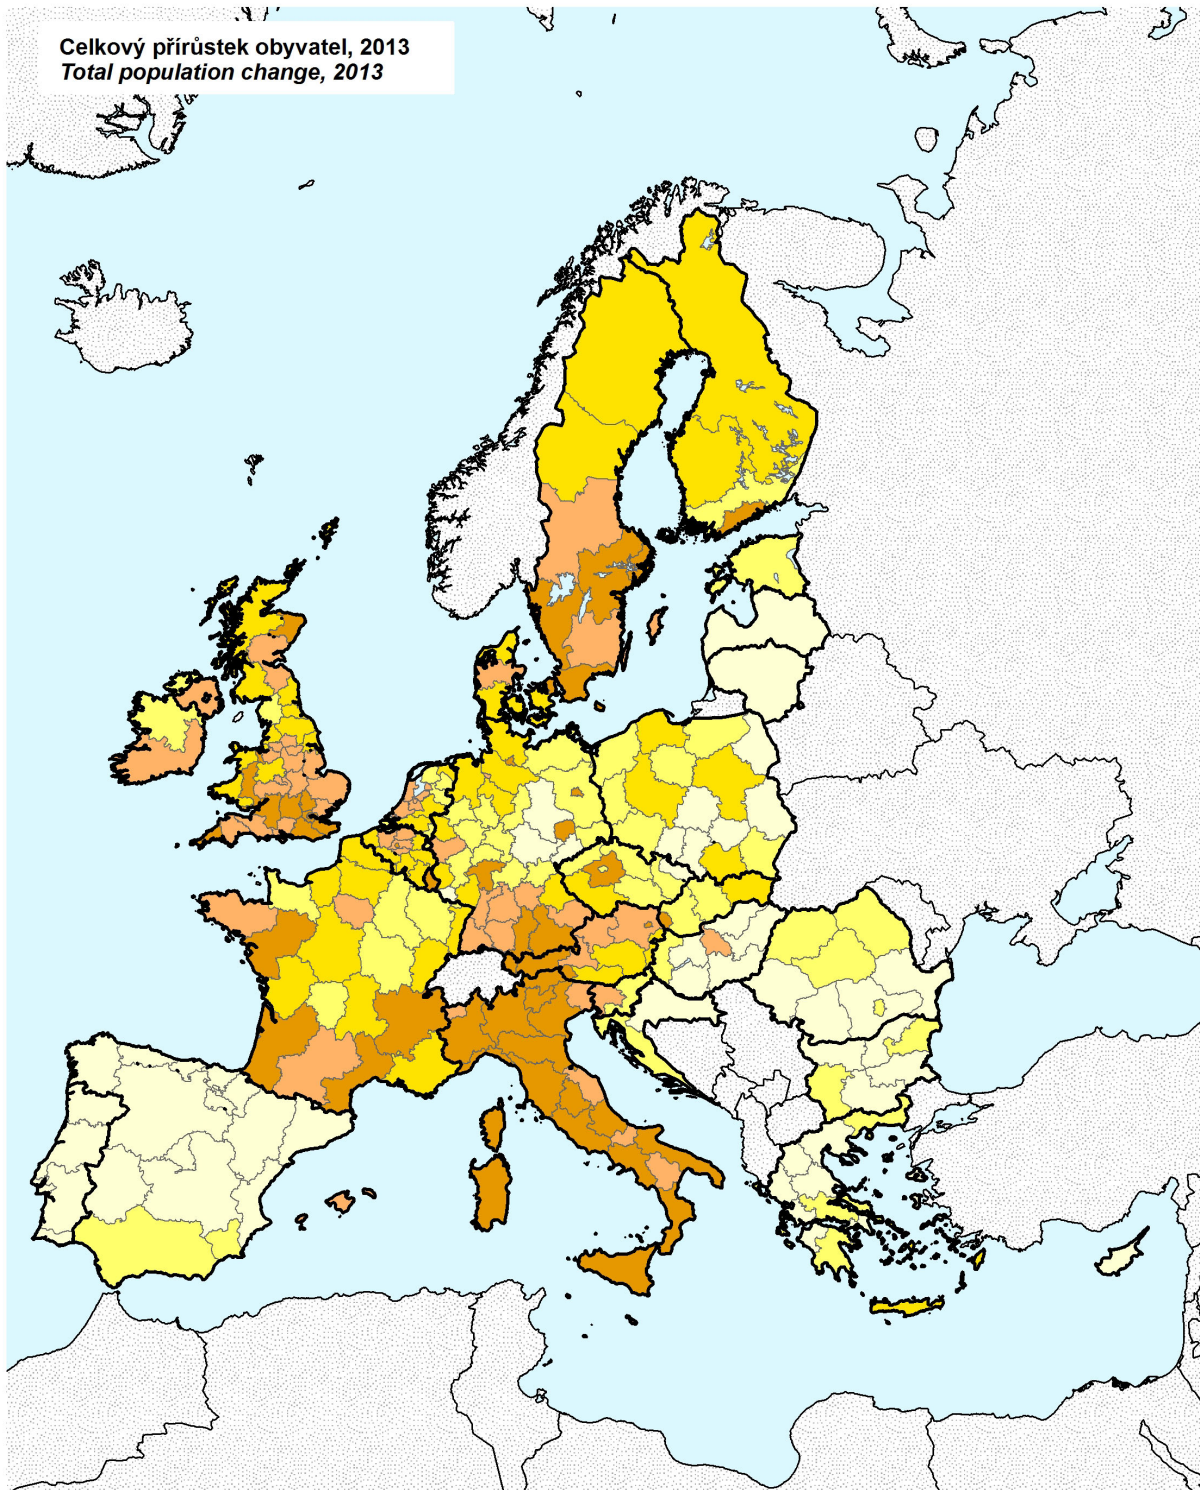 Celkový přírůstek obyvatel, 2013
Total population change, 2013